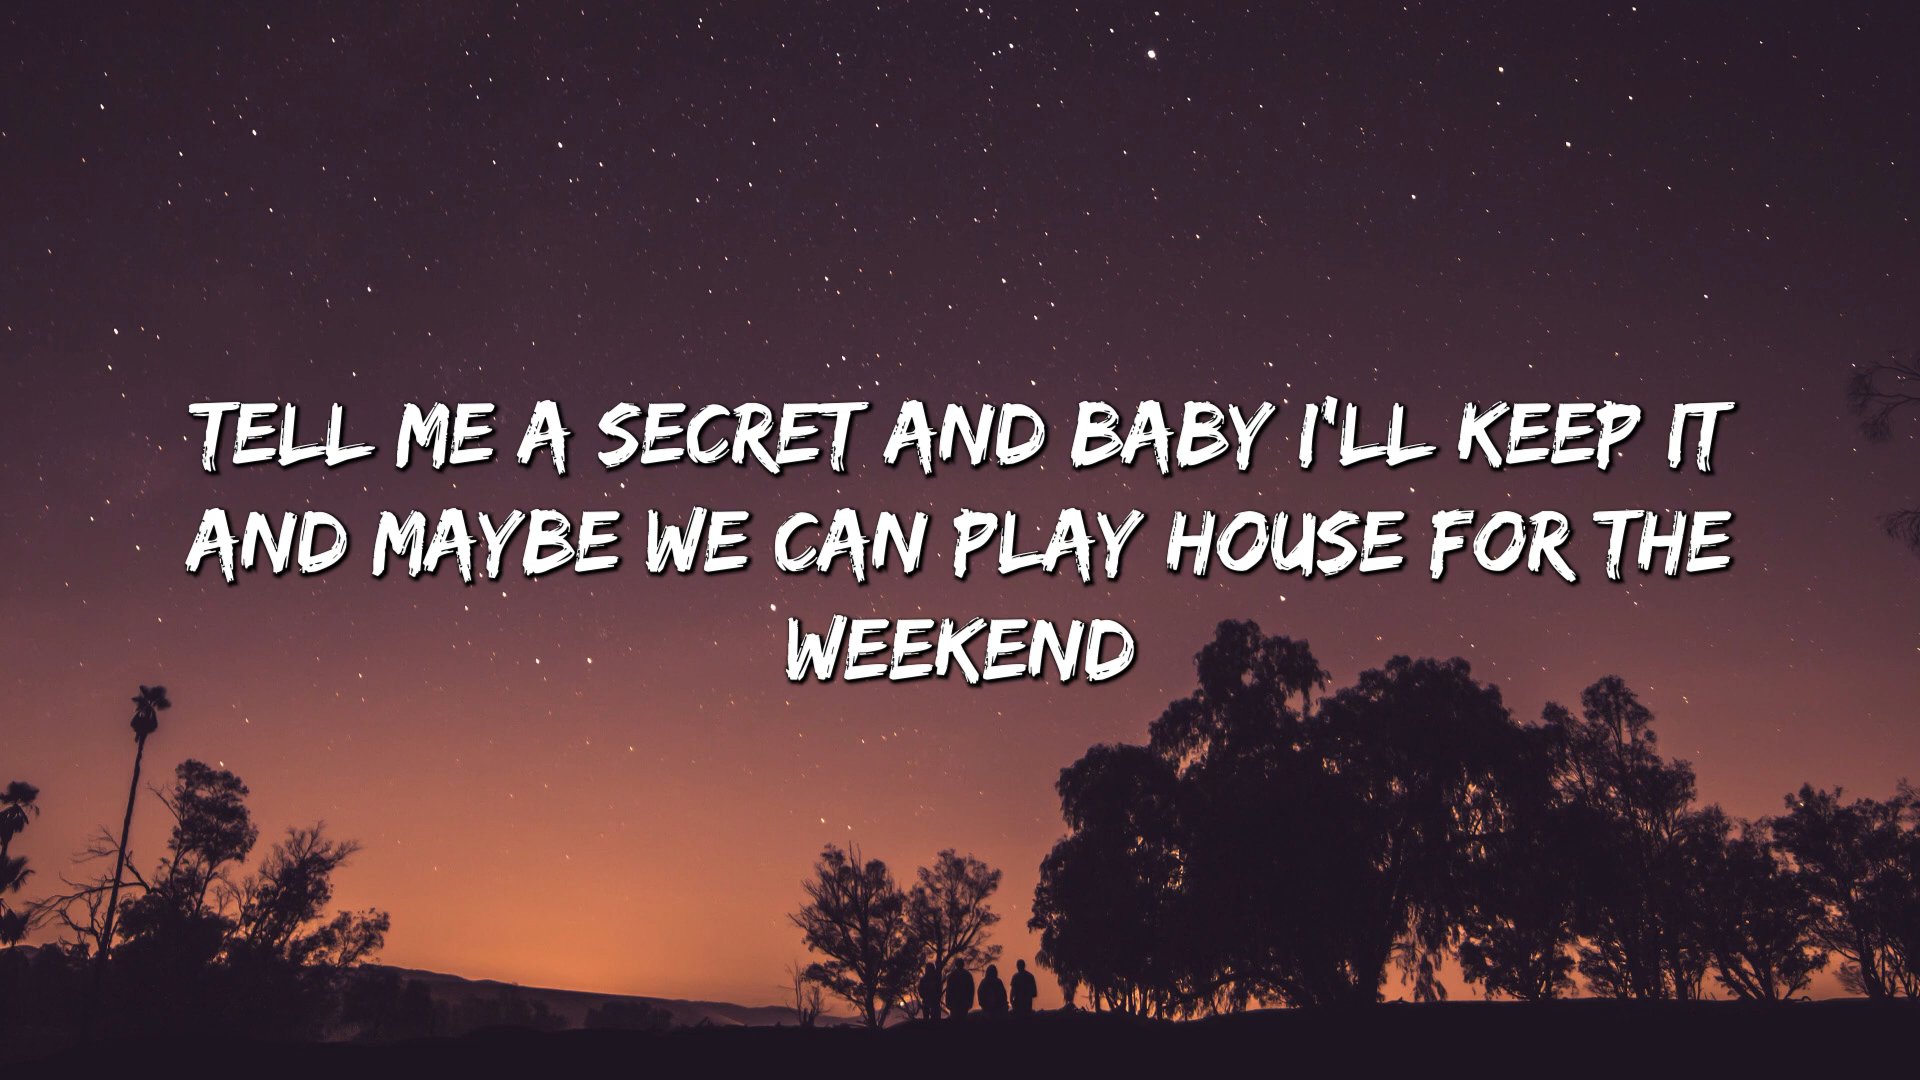 TELL ME A SECRET AND BABY I'LL KEEP IT
AND MAYBE WE CAN PLAY HOUSE FOR THE
WEEKEND